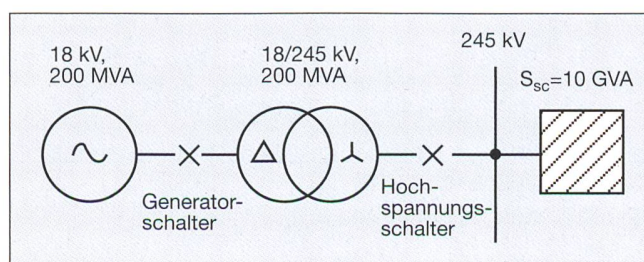 18 kV,
200 MVA
18/245 kV,
200 MVA
245 kV
S_sc=10 GVA
Generator-
schalter
Hoch-
spannungs-
schalter